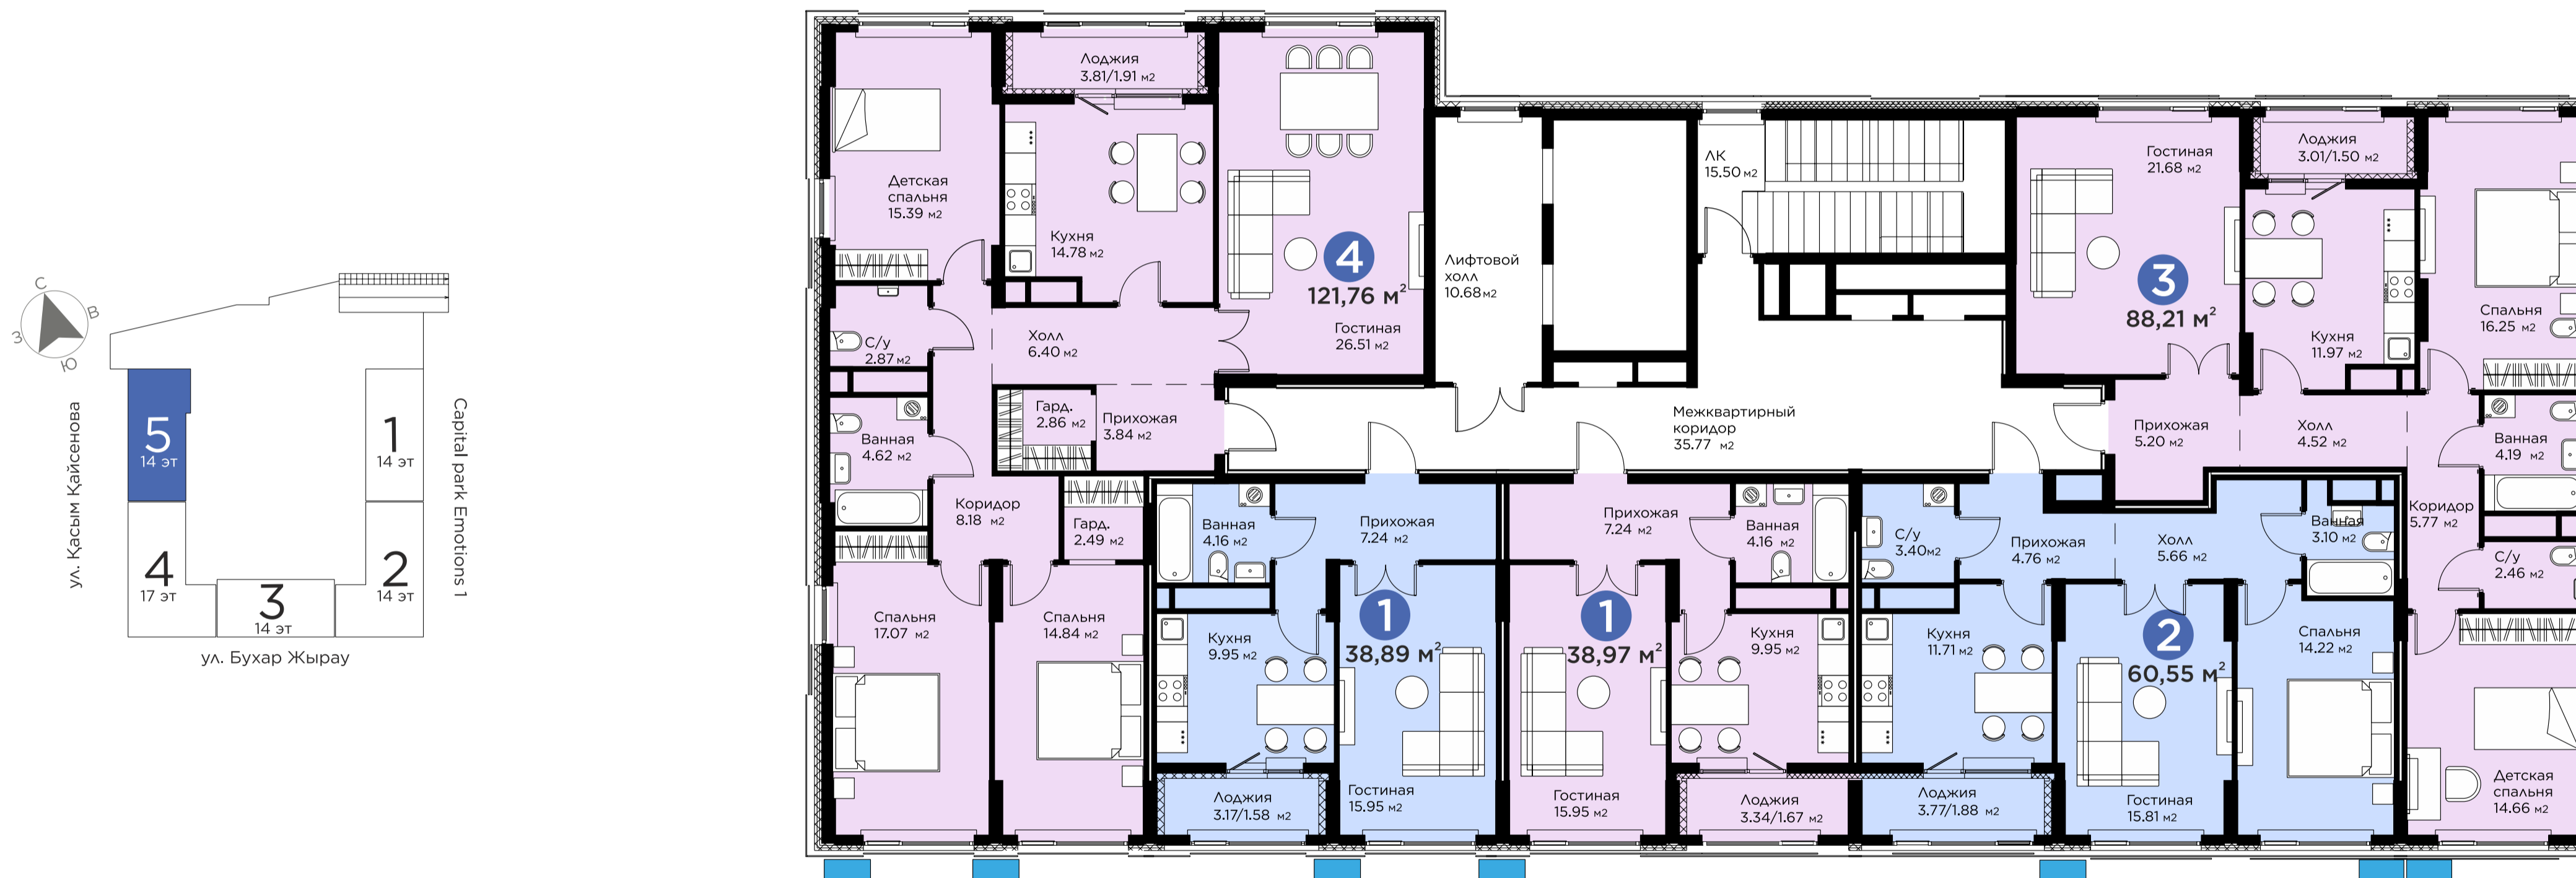 С
В
З
Ю
5
14 эт
1
14 эт
4
17 эт
3
14 эт
2
14 эт
ул. Қасым Қайсенова
Capital park Emotions 1
ул. Бухар Жырау
Детская
спальня
15.39 м2
Лоджия
3.81/1.91 м2
Кухня
14.78 м2
4
121,76 м²
Гостиная
26.51 м2
С/у
2.87 м2
Холл
6.40 м2
Ванная
4.62 м2
Гард.
2.86 м2
Прихожая
3.84 м2
Коридор
8.18 м2
Гард.
2.49 м2
Спальня
17.07 м2
Спальня
14.84 м2
Лифтовой
холл
10.68 м2
ЛК
15.50 м2
Межквартирный
коридор
35.77 м2
Ванная
4.16 м2
Прихожая
7.24 м2
Кухня
9.95 м2
1
38,89 м²
Лоджия
3.17/1.58 м2
Гостиная
15.95 м2
Прихожая
7.24 м2
Ванная
4.16 м2
1
38,97 м²
Кухня
9.95 м2
Гостиная
15.95 м2
Лоджия
3.34/1.67 м2
С/у
3.40 м2
Прихожая
4.76 м2
Холл
5.66 м2
Ванная
3.10 м2
Кухня
11.71 м2
2
60,55 м²
Спальня
14.22 м2
Лоджия
3.77/1.88 м2
Гостиная
15.81 м2
Гостиная
21.68 м2
3
88,21 м²
Лоджия
3.01/1.50 м2
Кухня
11.97 м2
Спальня
16.25 м2
Прихожая
5.20 м2
Холл
4.52 м2
Ванная
4.19 м2
Коридор
5.77 м2
С/у
2.46 м2
Детская
спальня
14.66 м2